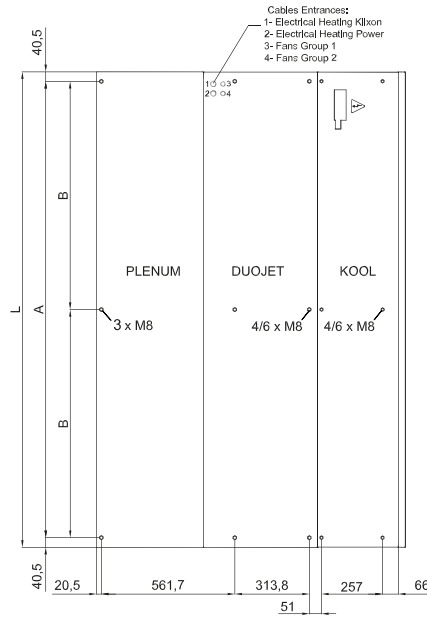 Cables Entrances:
1- Electrical Heating Klixon
2- Electrical Heating Power
3- Fans Group 1
4- Fans Group 2
40,5
1 3
2 4
B
PLENUM
DUOJET
KOOL
L
A
3 x M8
4/6 x M8
4/6 x M8
B
40,5
20,5
561,7
313,8
257
66
51